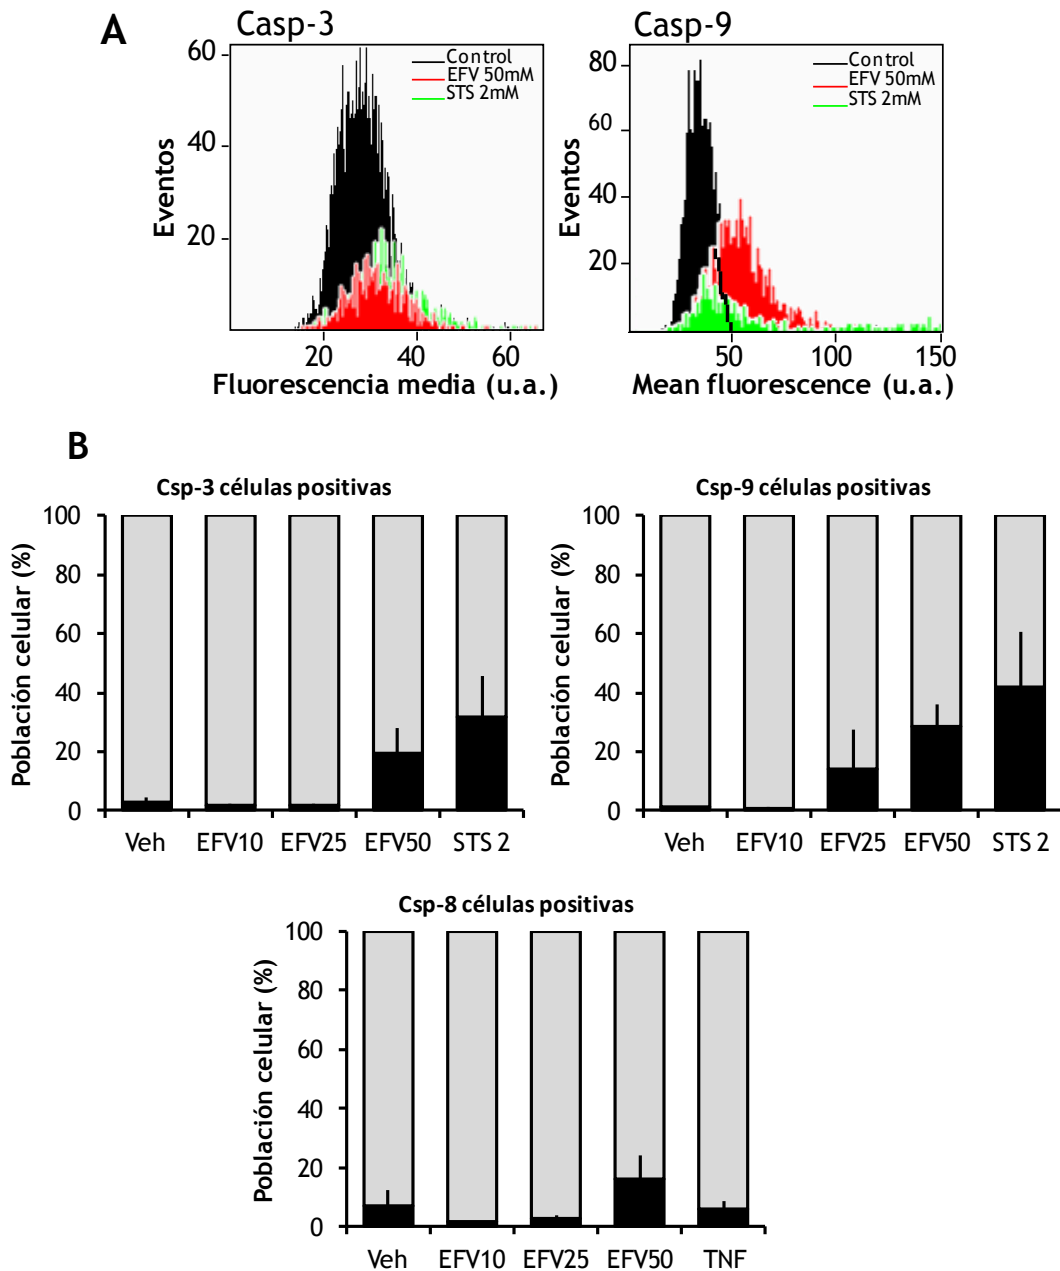 A
Casp-3
Eventos
60
40
20
Control
EFV 50mM
STS 2mM
20 40 60
Fluorescencia media (u.a.)
Casp-9
Eventos
80
60
40
20
Control
EFV 50mM
STS 2mM
50 100 150
Mean fluorescence (u.a.)
B
Csp-3 células positivas
Población celular (%)
100
80
60
40
20
0
Veh EFV10 EFV25 EFV50 STS 2
Csp-9 células positivas
Población celular (%)
100
80
60
40
20
0
Veh EFV10 EFV25 EFV50 STS 2
Csp-8 células positivas
Población celular (%)
100
80
60
40
20
0
Veh EFV10 EFV25 EFV50 TNF